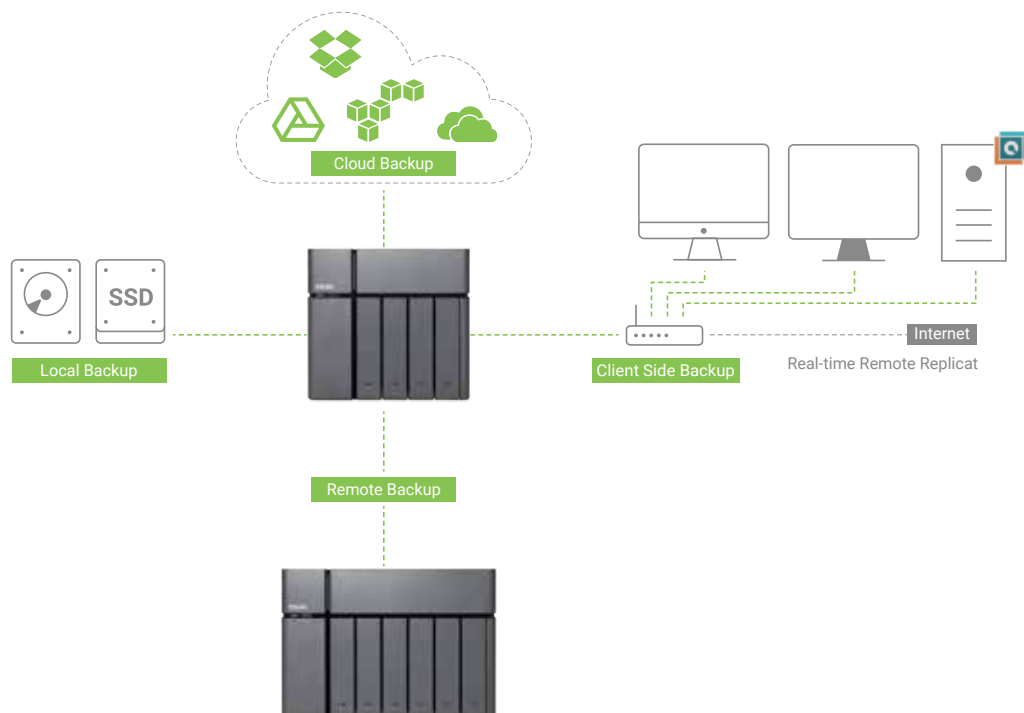 Cloud Backup
SSD
Local Backup
Internet
Client Side Backup
Real-time Remote Replicat
Remote Backup